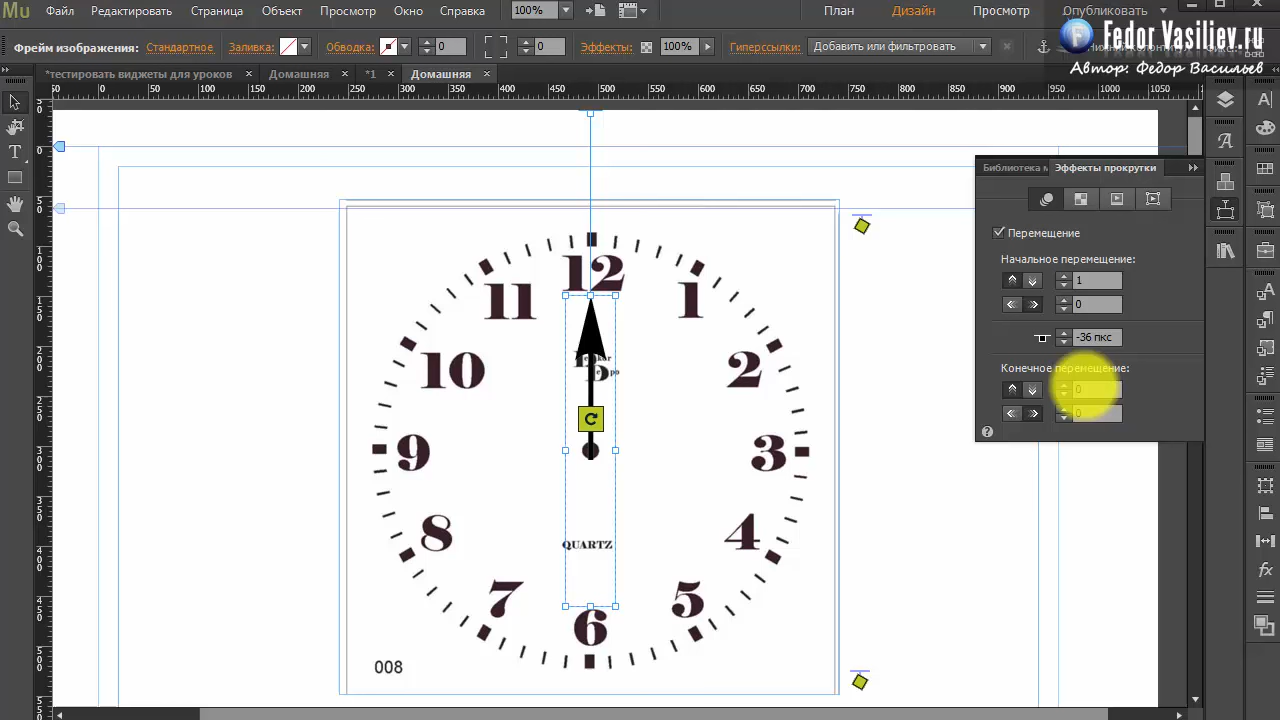 Mu Файл Редактировать Страница Объект Просмотр Окно Справка 100% План Дизайн Просмотр Опубликовать
Fedor Vasiliev.ru
Автор: Федор Васильев
Фрейм изображения: Стандартное Заливка: Обводка: 0 0 Эффекты: 100% Гиперссылки: Добавить или фильтровать
*тестировать виджеты для уроков × Домашняя × *1 × Домашняя ×
0 50 100 150 200 250 300 350 400 450 500 550 600 650 700 750 800 850 900 950 1000 1050 1100 1150
Библиотека м Эффекты прокрутки
Перемещение
Начальное перемещение:
1
0
-36 пкс
Конечное перемещение:
0
0
12
1
2
3
4
5
6
7
8
9
10
11
QUARTZ
008